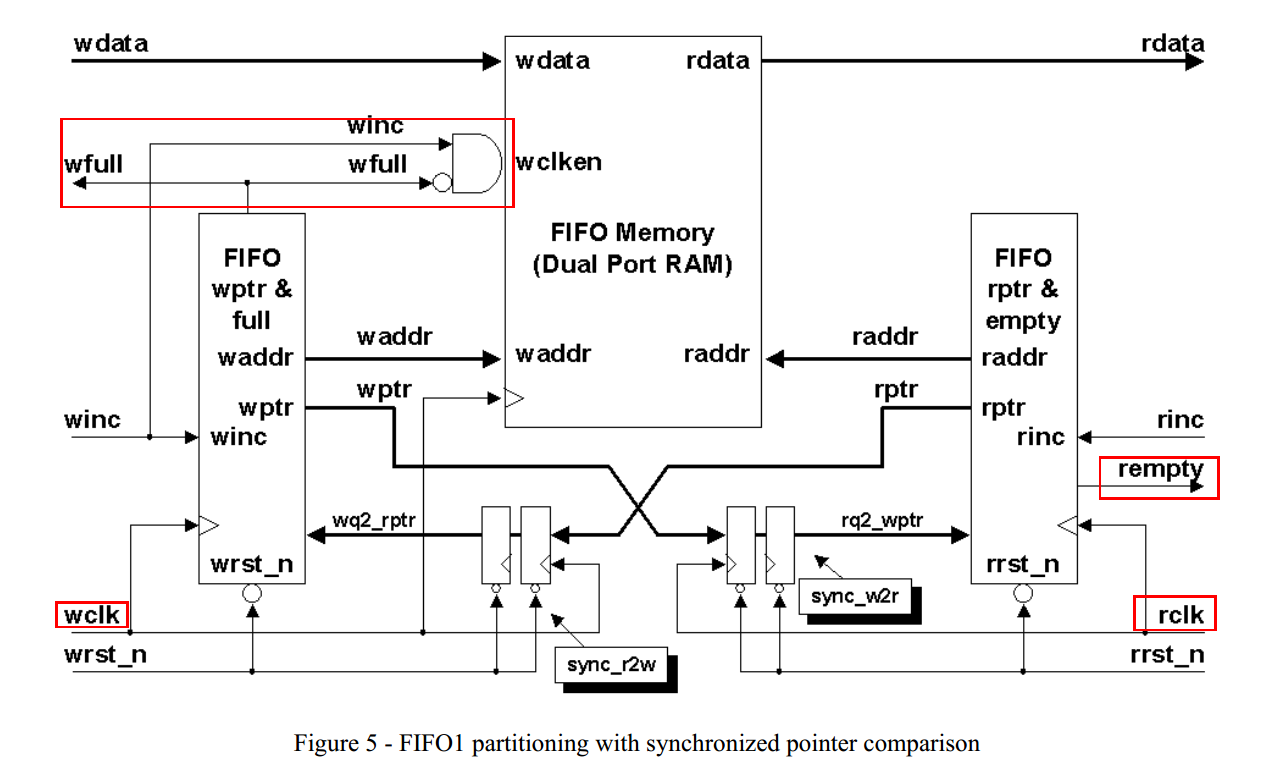 wdata
rdata
wdata
rdata
winc
wfull
wfull
wclken
FIFO Memory
(Dual Port RAM)
FIFO
wptr &
full
FIFO
rptr &
empty
waddr
waddr
waddr
raddr
raddr
raddr
wptr
wptr
rptr
rptr
winc
winc
rinc
rinc
rempty
wq2_rptr
rq2_wptr
wrst_n
rrst_n
sync_w2r
wclk
rclk
wrst_n
sync_r2w
rrst_n
Figure 5 - FIFO1 partitioning with synchronized pointer comparison